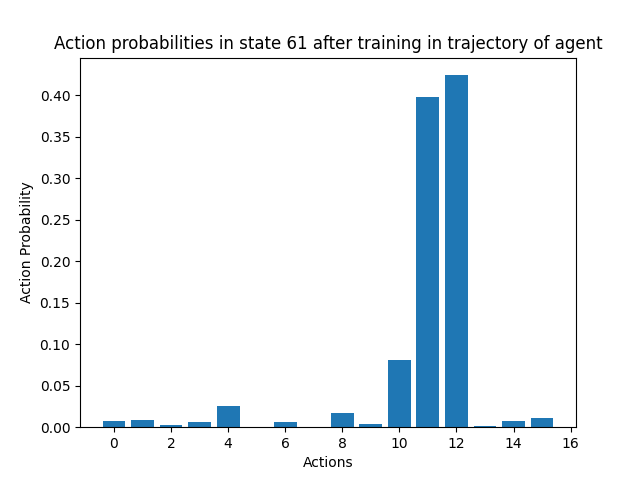 Action probabilities in state 61 after training in trajectory of agent
0.40
0.35
0.30
0.25
0.20
0.15
0.10
0.05
0.00
Action Probability
0 2 4 6 8 10 12 14 16
Actions